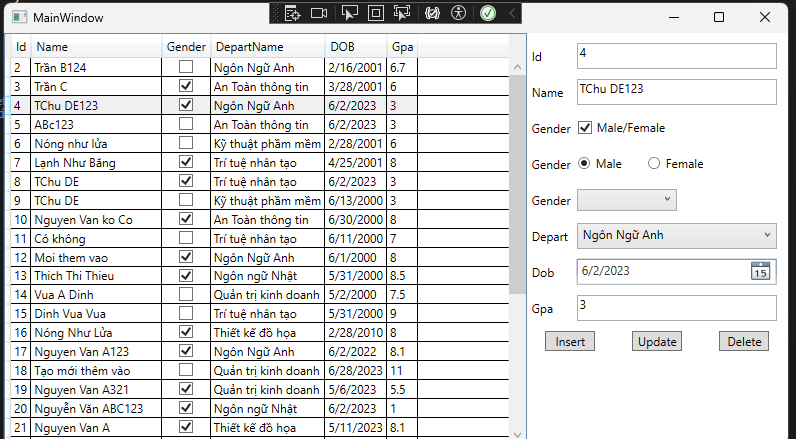 MainWindow
Id Name Gender DepartName DOB Gpa
2 Trần B124 Ngôn Ngữ Anh 2/16/2001 6.7
3 Trần C An Toàn thông tin 3/28/2001 6
4 TChu DE123 Ngôn Ngữ Anh 6/2/2023 3
5 ABc123 An Toàn thông tin 6/2/2023 3
6 Nóng như lửa Kỹ thuật phầm mềm 2/28/2001 6
7 Lạnh Như Băng Trí tuệ nhân tạo 4/25/2001 8
8 TChu DE Trí tuệ nhân tạo 6/2/2023 3
9 TChu DE Kỹ thuật phầm mềm 6/13/2000 3
10 Nguyen Van ko Co An Toàn thông tin 6/30/2000 8
11 Có không Trí tuệ nhân tạo 6/11/2000 7
12 Moi them vao Ngôn Ngữ Anh 6/1/2000 8
13 Thich Thi Thieu Ngôn ngữ Nhật 5/31/2000 8.5
14 Vua A Dinh Quản trị kinh doanh 5/2/2000 7.5
15 Dinh Vua Vua Trí tuệ nhân tạo 5/31/2000 9
16 Nóng Như Lửa Thiết kế đồ họa 2/28/2010 8
17 Nguyen Van A123 Ngôn Ngữ Anh 6/2/2022 8.1
18 Tạo mới thêm vào Quản trị kinh doanh 6/28/2023 11
19 Nguyen Van A321 Quản trị kinh doanh 5/6/2023 5.5
20 Nguyễn Văn ABC123 Ngôn ngữ Nhật 6/2/2023 1
21 Nguyen Van A Thiết kế đồ họa 5/11/2023 8.1
Id 4
Name TChu DE123
Gender Male/Female
Gender Male Female
Gender
Depart Ngôn Ngữ Anh
Dob 6/2/2023 15
Gpa 3
Insert Update Delete